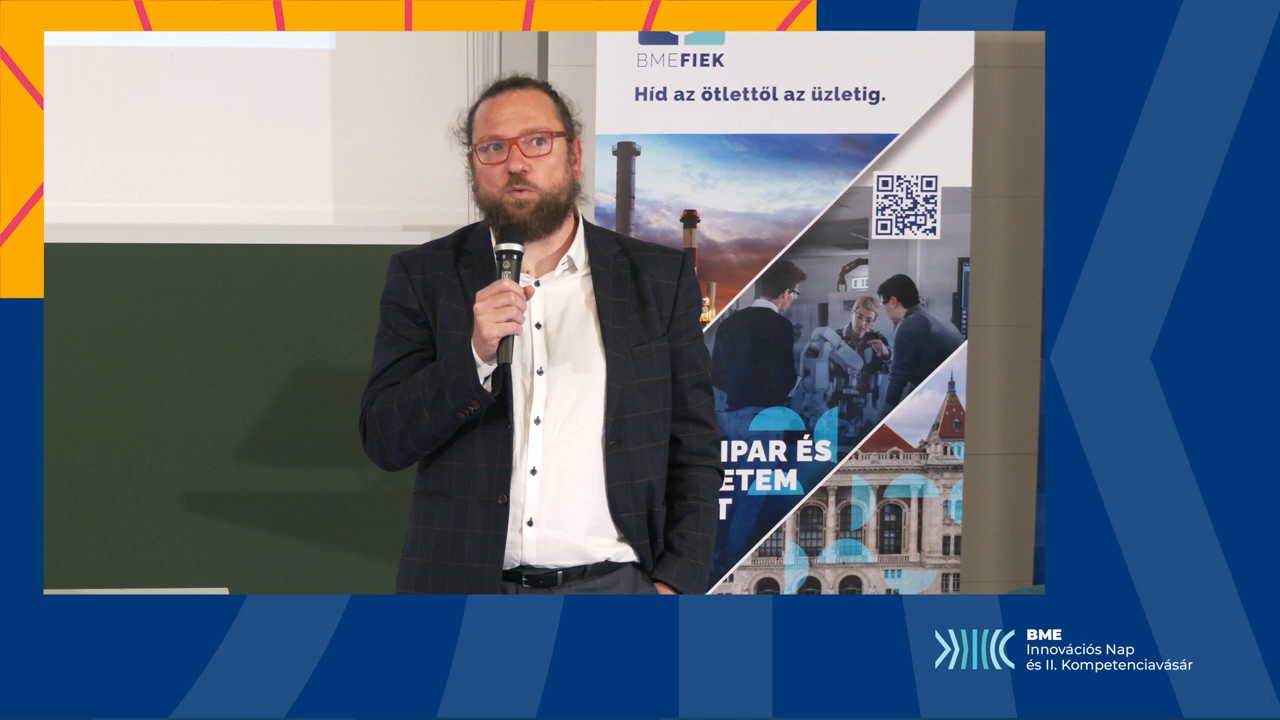 BMEFIEK
Híd az ötlettől az üzletig.
IPAR ÉS
ETEM
T
BME
Innovációs Nap
és II. Kompetenciavásár